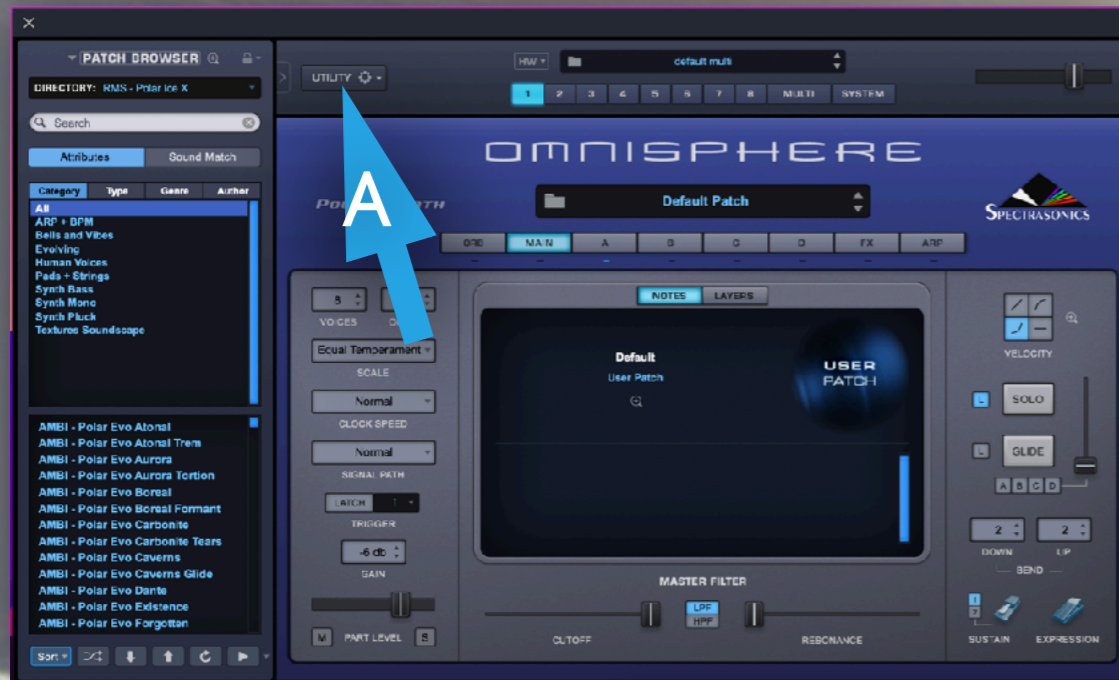 PATCH BROWSER
DIRECTORY: RMS - Polar Ice X
Search
Attributes Sound Match
Category Type Genre Author
All
ARP + BPM
Bells and Vibes
Evolving
Human Voices
Pads + Strings
Synth Bass
Synth Mono
Synth Pluck
Textures Soundscape
AMBI - Polar Evo Atonal
AMBI - Polar Evo Atonal Trem
AMBI - Polar Evo Aurora
AMBI - Polar Evo Aurora Tortion
AMBI - Polar Evo Boreal
AMBI - Polar Evo Boreal Formant
AMBI - Polar Evo Carbonite
AMBI - Polar Evo Carbonite Tears
AMBI - Polar Evo Caverns
AMBI - Polar Evo Caverns Glide
AMBI - Polar Evo Dante
AMBI - Polar Evo Existence
AMBI - Polar Evo Forgotten
Sort
UTILITY
HW default multi
1 2 3 4 5 6 7 8 MULTI SYSTEM
A
OMNISPHERE
Default Patch
SPECTRASONICS
ORB MAIN A B C D FX ARP
8
VOICES
Equal Temperament
SCALE
Normal
CLOCK SPEED
Normal
SIGNAL PATH
LATCH
TRIGGER
-6 db
GAIN
M PART LEVEL S
NOTES LAYERS
Default
User Patch
USER
PATCH
MASTER FILTER
LPF
HPF
CUTOFF RESONANCE
VELOCITY
L SOLO
L GLIDE
A B C D
2 2
DOWN UP
BEND
1
2
SUSTAIN EXPRESSION